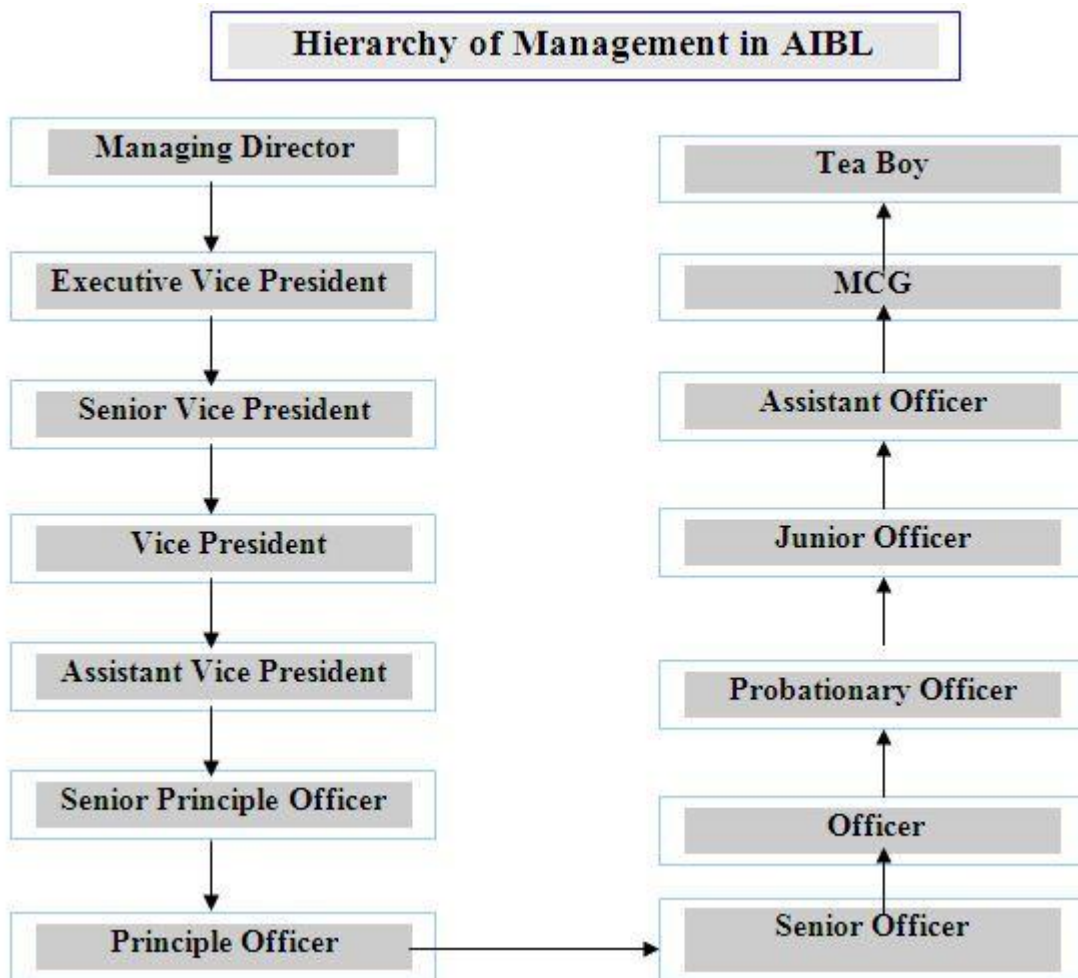 Hierarchy of Management in AIBL
Managing Director
Executive Vice President
Senior Vice President
Vice President
Assistant Vice President
Senior Principle Officer
Principle Officer
Tea Boy
MCG
Assistant Officer
Junior Officer
Probationary Officer
Officer
Senior Officer